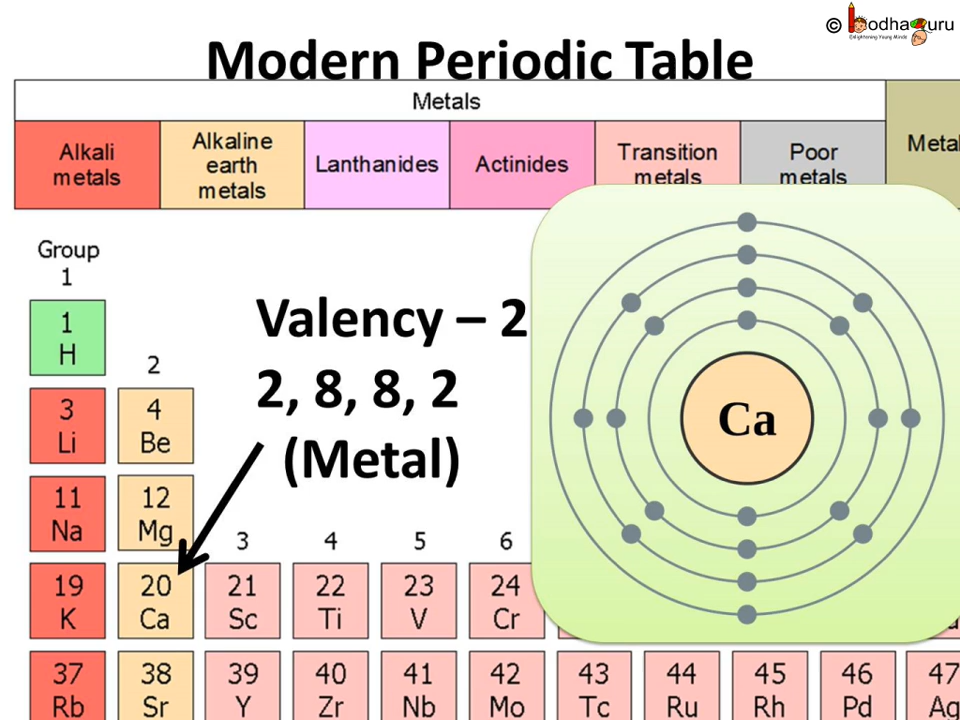 © BodhaGuru
Enlightening Young Minds
Modern Periodic Table
Metals
Alkali metals
Alkaline earth metals
Lanthanides
Actinides
Transition metals
Poor metals
Metal
Group
1
1
H
2
Valency – 2
2, 8, 8, 2
(Metal)
Ca
3
Li
4
Be
11
Na
12
Mg
3 4 5 6
19 20 21 22 23 24
K Ca Sc Ti V Cr
37 38 39 40 41 42 43 44 45 46 47
Rb Sr Y Zr Nb Mo Tc Ru Rh Pd Ag